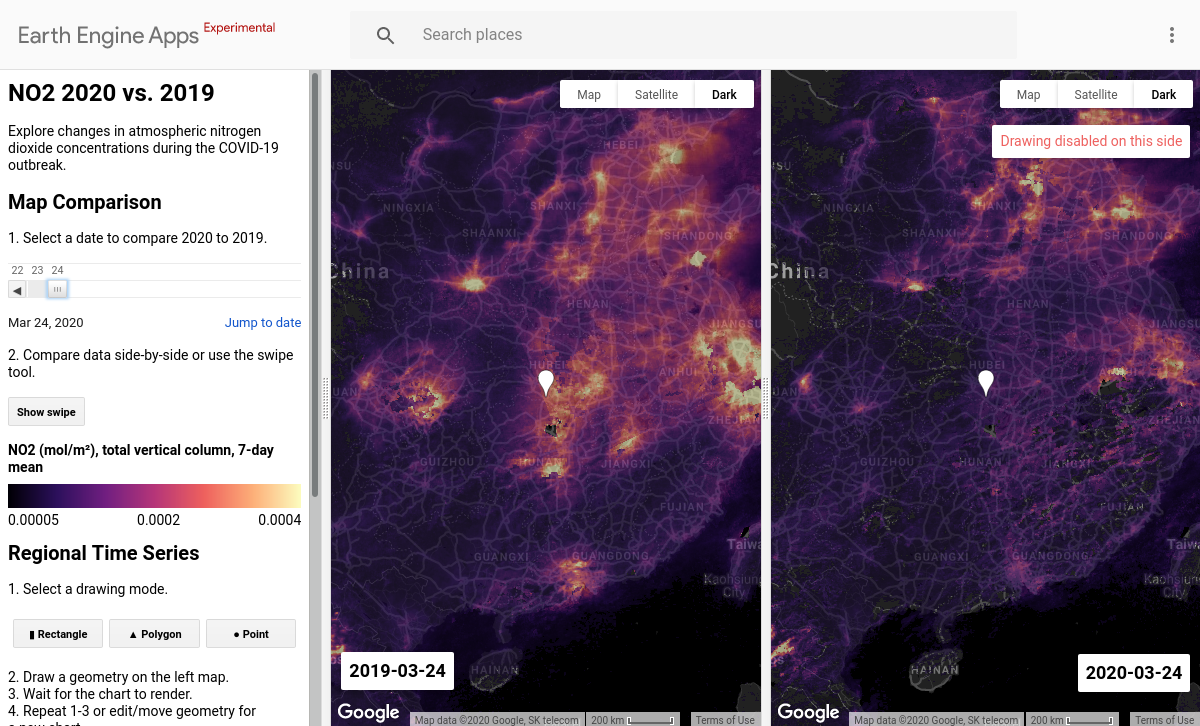 Earth Engine Apps Experimental
Search places
NO2 2020 vs. 2019
Explore changes in atmospheric nitrogen
dioxide concentrations during the COVID-19
outbreak.
Map Comparison
1. Select a date to compare 2020 to 2019.
22 23 24
Mar 24, 2020 Jump to date
2. Compare data side-by-side or use the swipe
tool.
Show swipe
NO2 (mol/m²), total vertical column, 7-day
mean
0.00005 0.0002 0.0004
Regional Time Series
1. Select a drawing mode.
Rectangle Polygon Point
2. Draw a geometry on the left map.
3. Wait for the chart to render.
4. Repeat 1-3 or edit/move geometry for
a new chart.
Map Satellite Dark
HEBEI
NINGXIA
SHANXI
SHAANXI
SHANDONG
China
HENAN
JIANGSU
HUBEI
ANHUI
ZHEJIAN
GUIZHOU
HUNAN
JIANGXI
FUJIAN
GUANGXI
GUANGDONG
Taiwa
Kaohsiung
City
HAINAN
2019-03-24
Google
Map data ©2020 Google, SK telecom
200 km
Terms of Use
Map Satellite Dark
Drawing disabled on this side
NINGXIA
SHANXI
SHAANXI
SHANDONG
China
HENAN
JIANGS
HUBEI
ANHUI
ZHEJIAN
GUIZHOU
HUNAN
JIANGXI
FUJIAN
GUANGXI
GUANGDONG
Taiwa
Kaohsiung
City
HAINAN
2020-03-24
Google
Map data ©2020 Google, SK telecom
200 km
Terms of Use